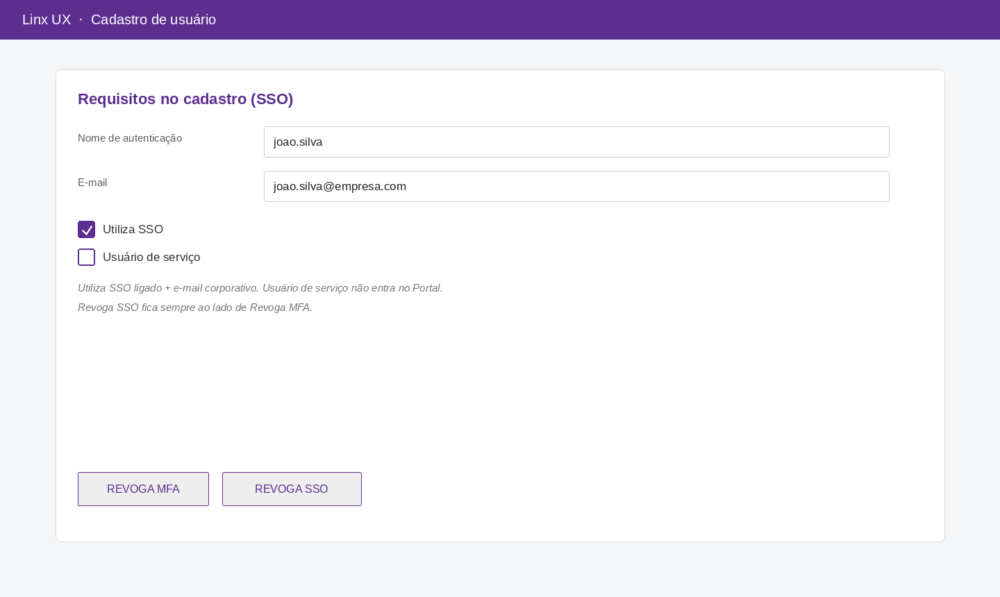 Linx UX · Cadastro de usuário
Requisitos no cadastro (SSO)
Nome de autenticação
joao.silva
E-mail
joao.silva@empresa.com
Utiliza SSO
Usuário de serviço
Utiliza SSO ligado + e-mail corporativo. Usuário de serviço não entra no Portal.
Revoga SSO fica sempre ao lado de Revoga MFA.
REVOGA MFA
REVOGA SSO